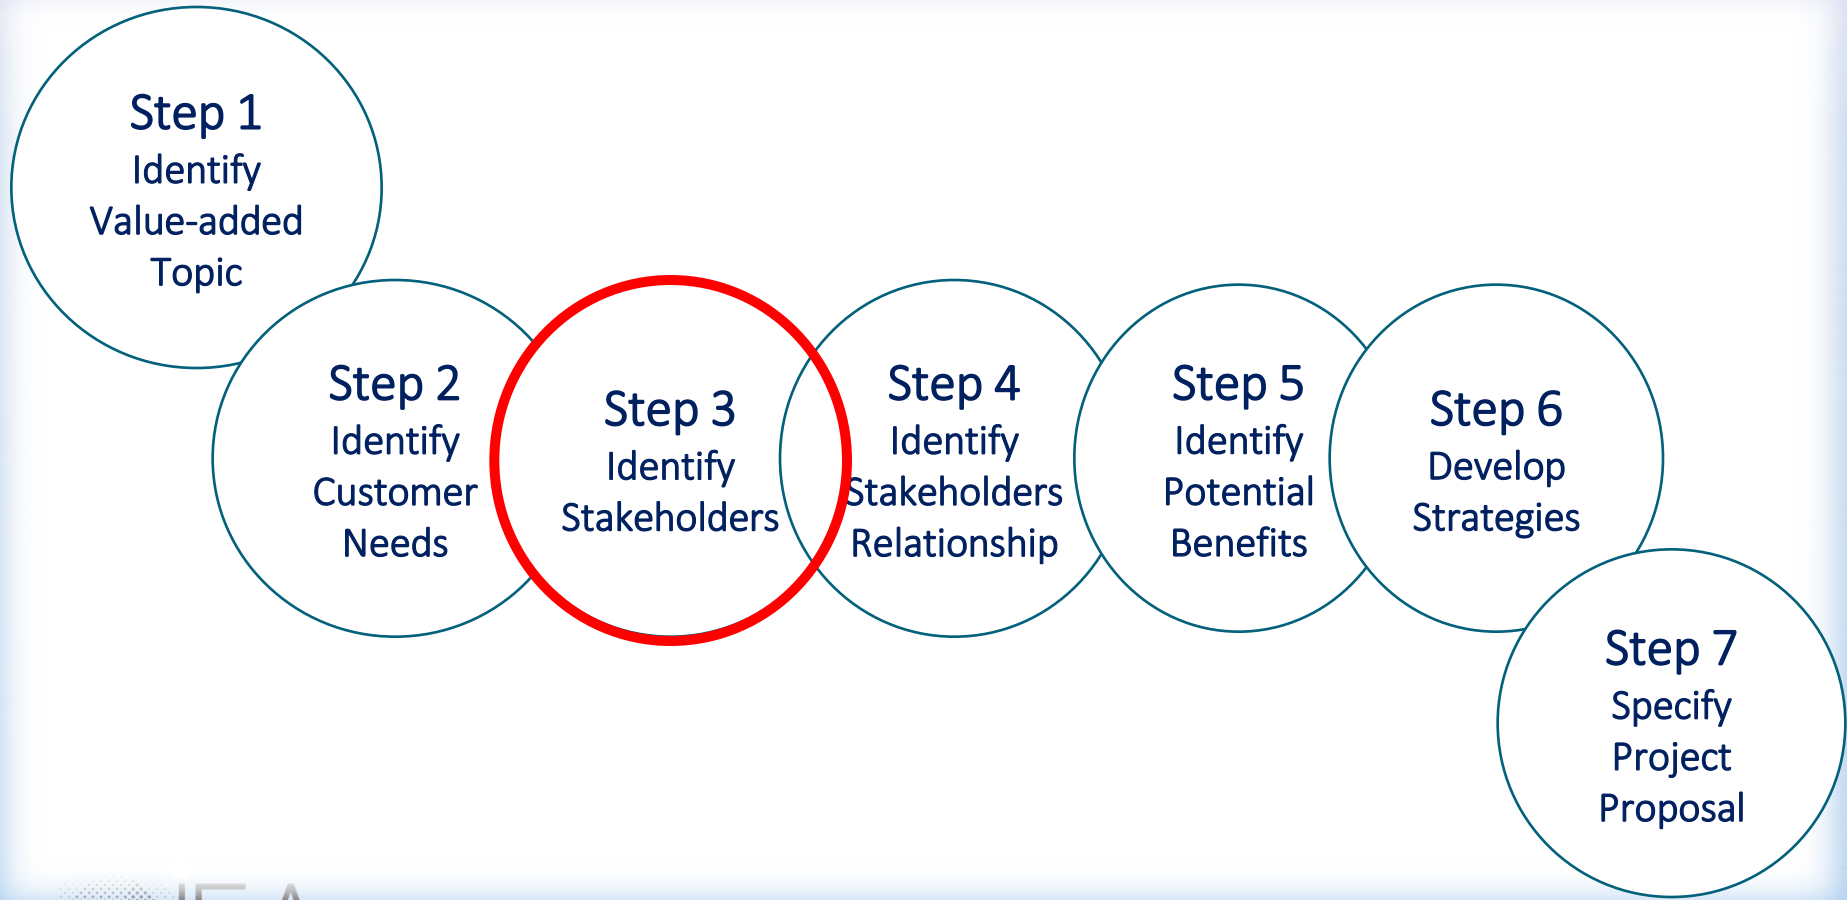 Step 1
Identify
Value-added
Topic
Step 2
Identify
Customer
Needs
Step 3
Identify
Stakeholders
Step 4
Identify
Stakeholders
Relationship
Step 5
Identify
Potential
Benefits
Step 6
Develop
Strategies
Step 7
Specify
Project
Proposal